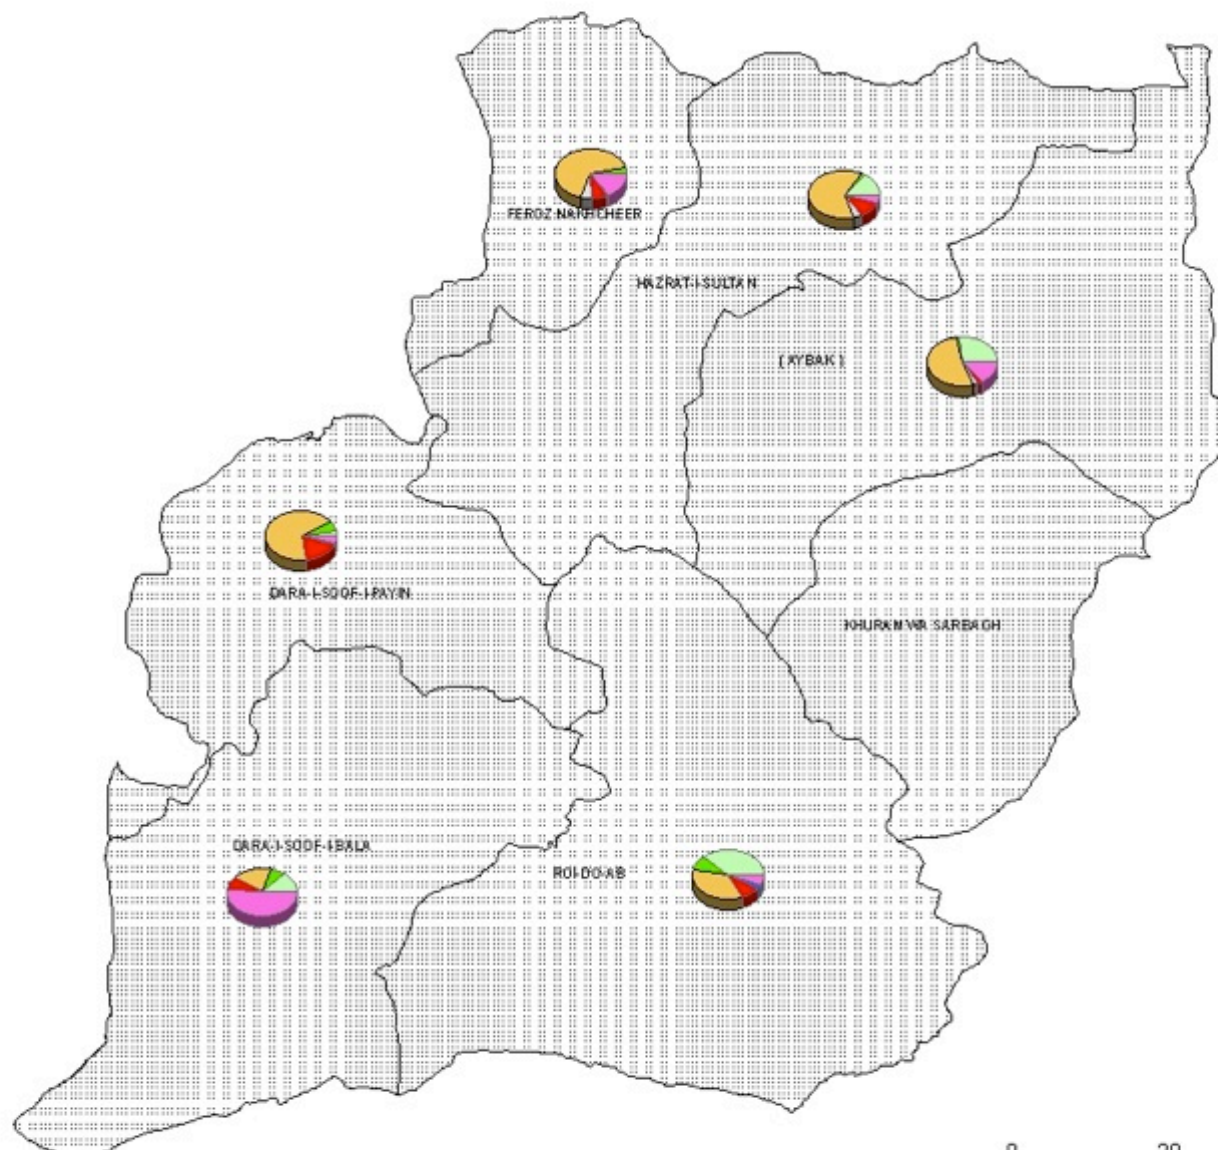 FEROZ NAKHCHEER
HAZRAT-I-SULTAN
[ AYBAK ]
DARA-I-SOOF-I-PAYIN
KHURAM WA SARBAGH
DARA-I-SOOF-I-BALA
ROI-DO-AB